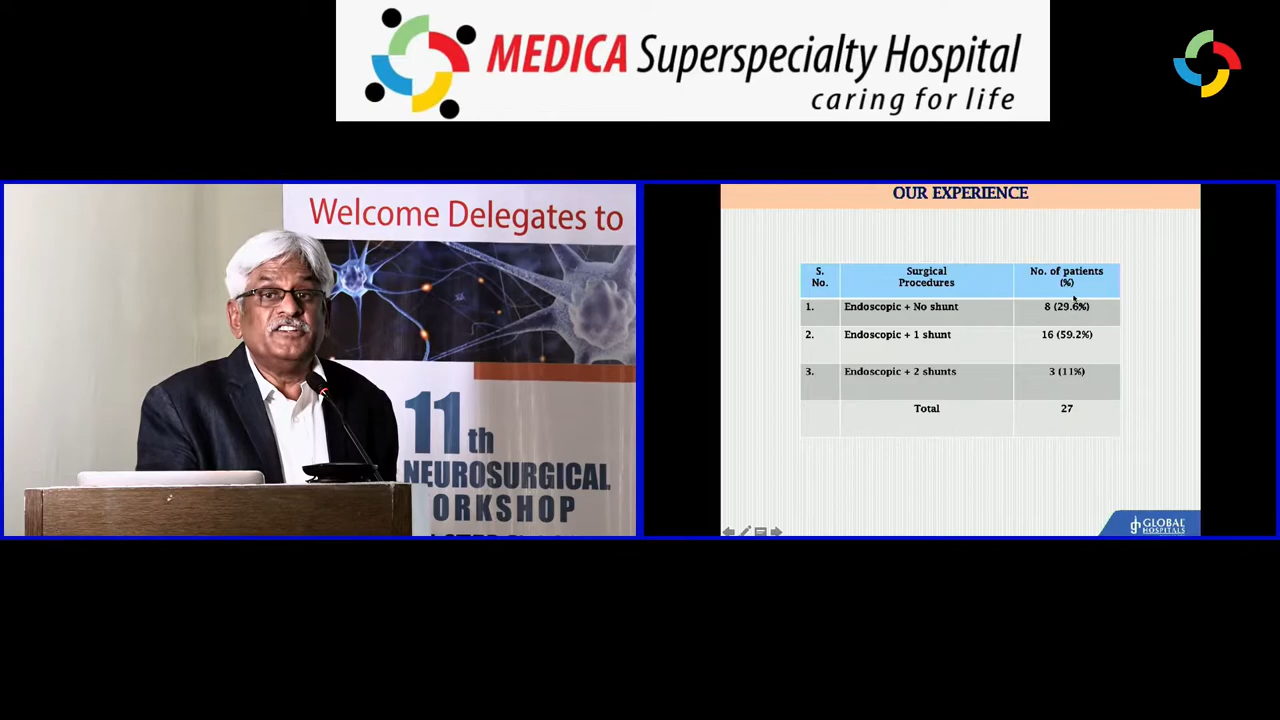 MEDICA Superspecialty Hospital
caring for life
Welcome Delegates to
11th
NEUROSURGICAL
ORKSHOP
OUR EXPERIENCE
S. No. Surgical Procedures No. of patients (%)
1. Endoscopic + No shunt 8 (29.6%)
2. Endoscopic + 1 shunt 16 (59.2%)
3. Endoscopic + 2 shunts 3 (11%)
Total 27
GLOBAL
HOSPITALS